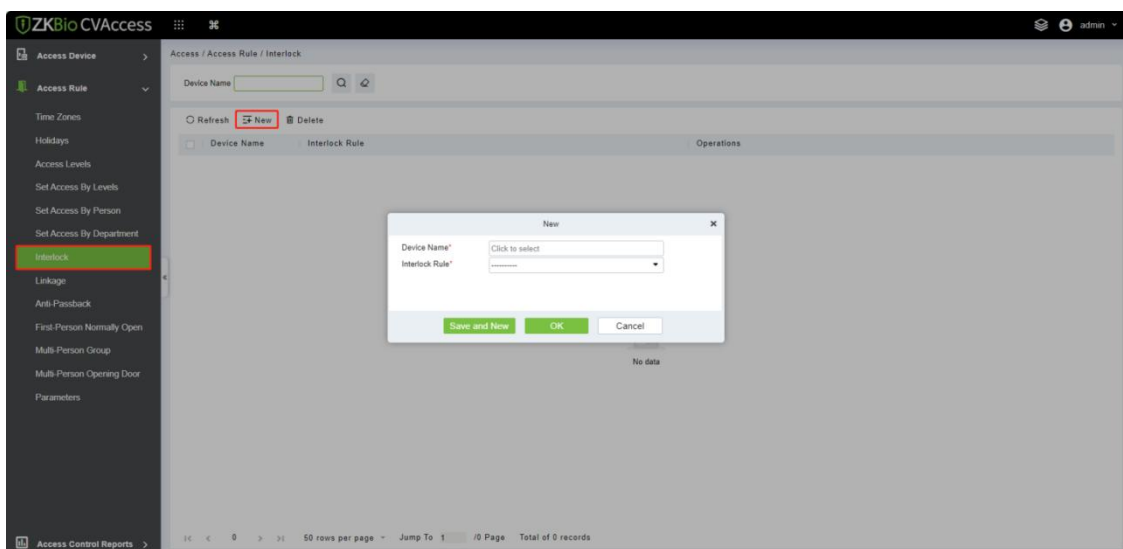 ZKBio CVAccess
admin
Access Device
Access / Access Rule / Interlock
Access Rule
Device Name
Time Zones
Refresh New Delete
Holidays
Device Name Interlock Rule Operations
Access Levels
Set Access By Levels
Set Access By Person
Set Access By Department
Interlock
Linkage
Anti-Passback
First-Person Normally Open
Multi-Person Group
Multi-Person Opening Door
Parameters
New
Device Name* Click to select
Interlock Rule* ----------
Save and New OK Cancel
No data
Access Control Reports
0 50 rows per page Jump To 1 /0 Page Total of 0 records